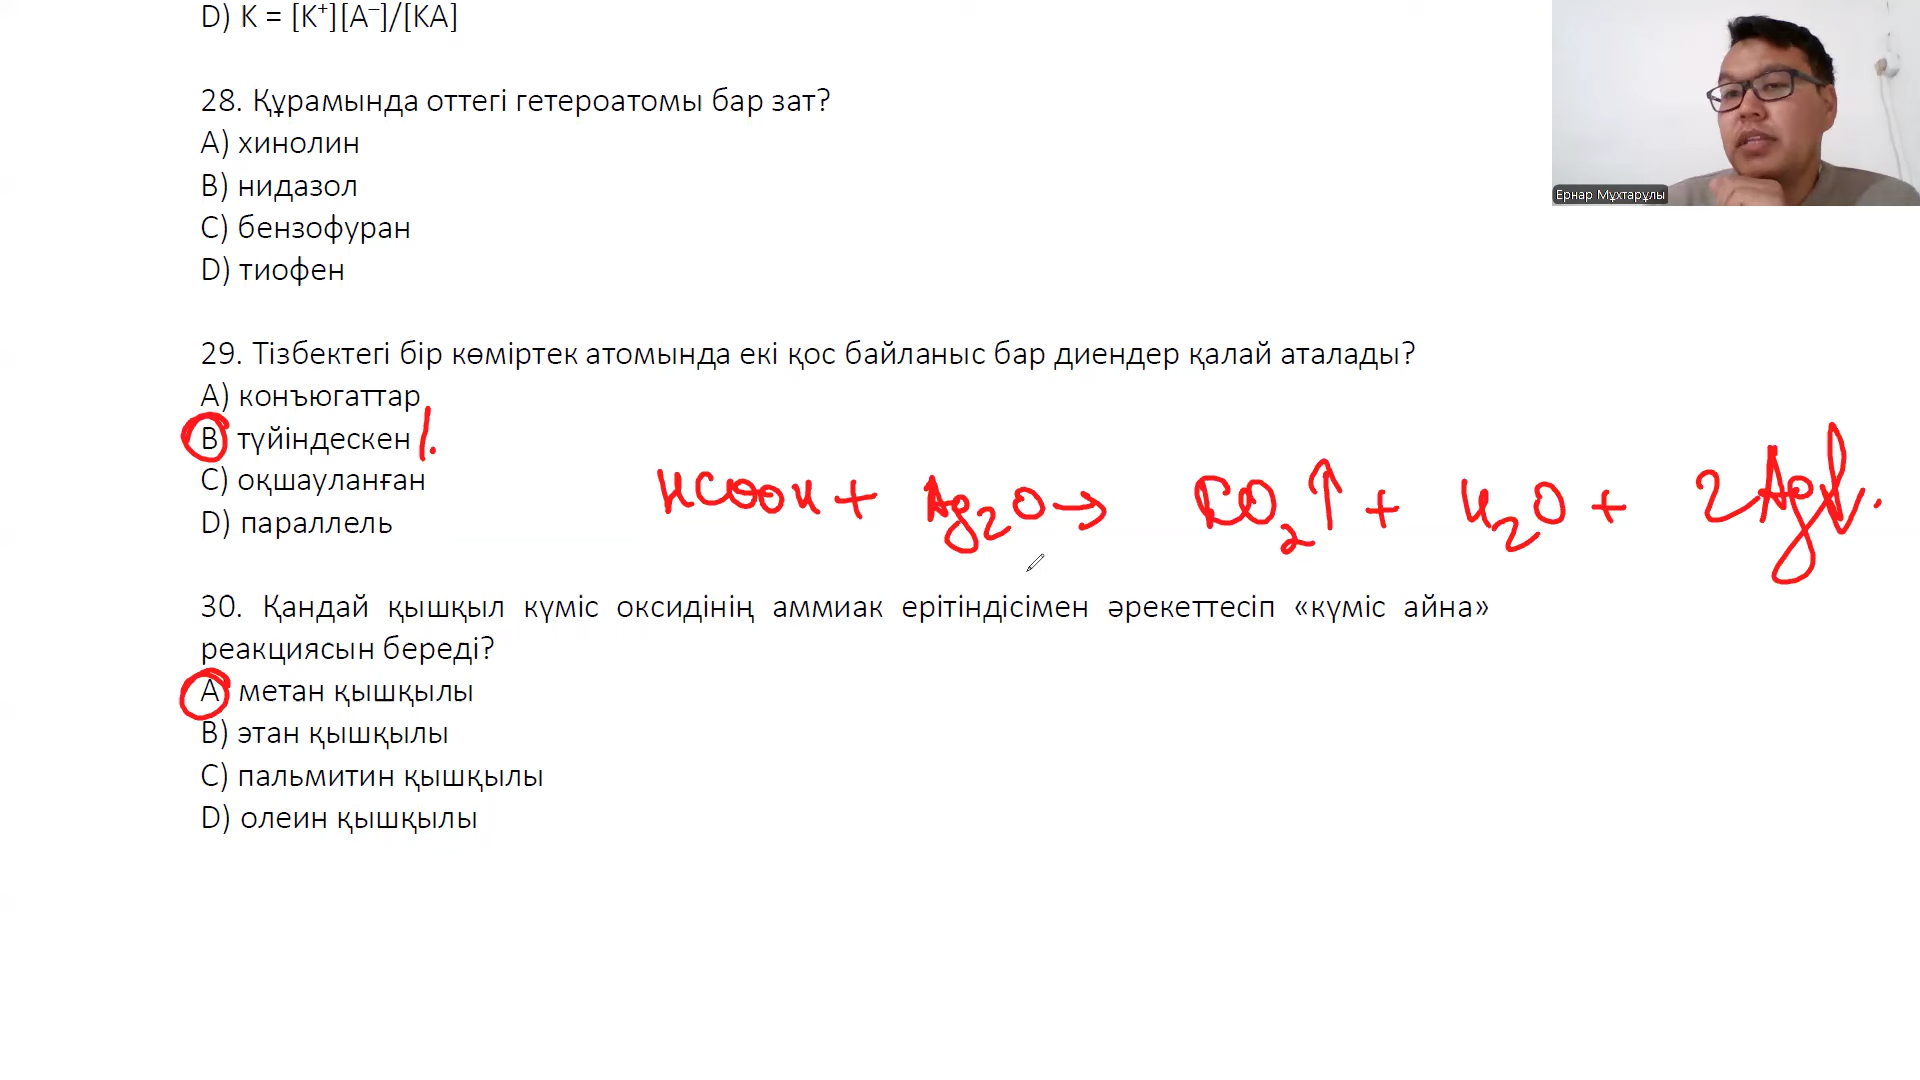 D) K = [K⁺][A⁻]/[KA]
28. Құрамында оттегі гетероатомы бар зат?
A) хинолин
B) нидазол
C) бензофуран
D) тиофен
Ернар Мұхтарұлы
29. Тізбектегі бір көміртек атомында екі қос байланыс бар диендер қалай аталады?
A) конъюгаттар
B) түйіндескен
C) оқшауланған
D) параллель
HCOOH + Ag₂O → CO₂↑ + H₂O + 2Ag↓.
30. Қандай қышқыл күміс оксидінің аммиак ерітіндісімен әрекеттесіп «күміс айна»
реакциясын береді?
A метан қышқылы
B) этан қышқылы
C) пальмитин қышқылы
D) олеин қышқылы